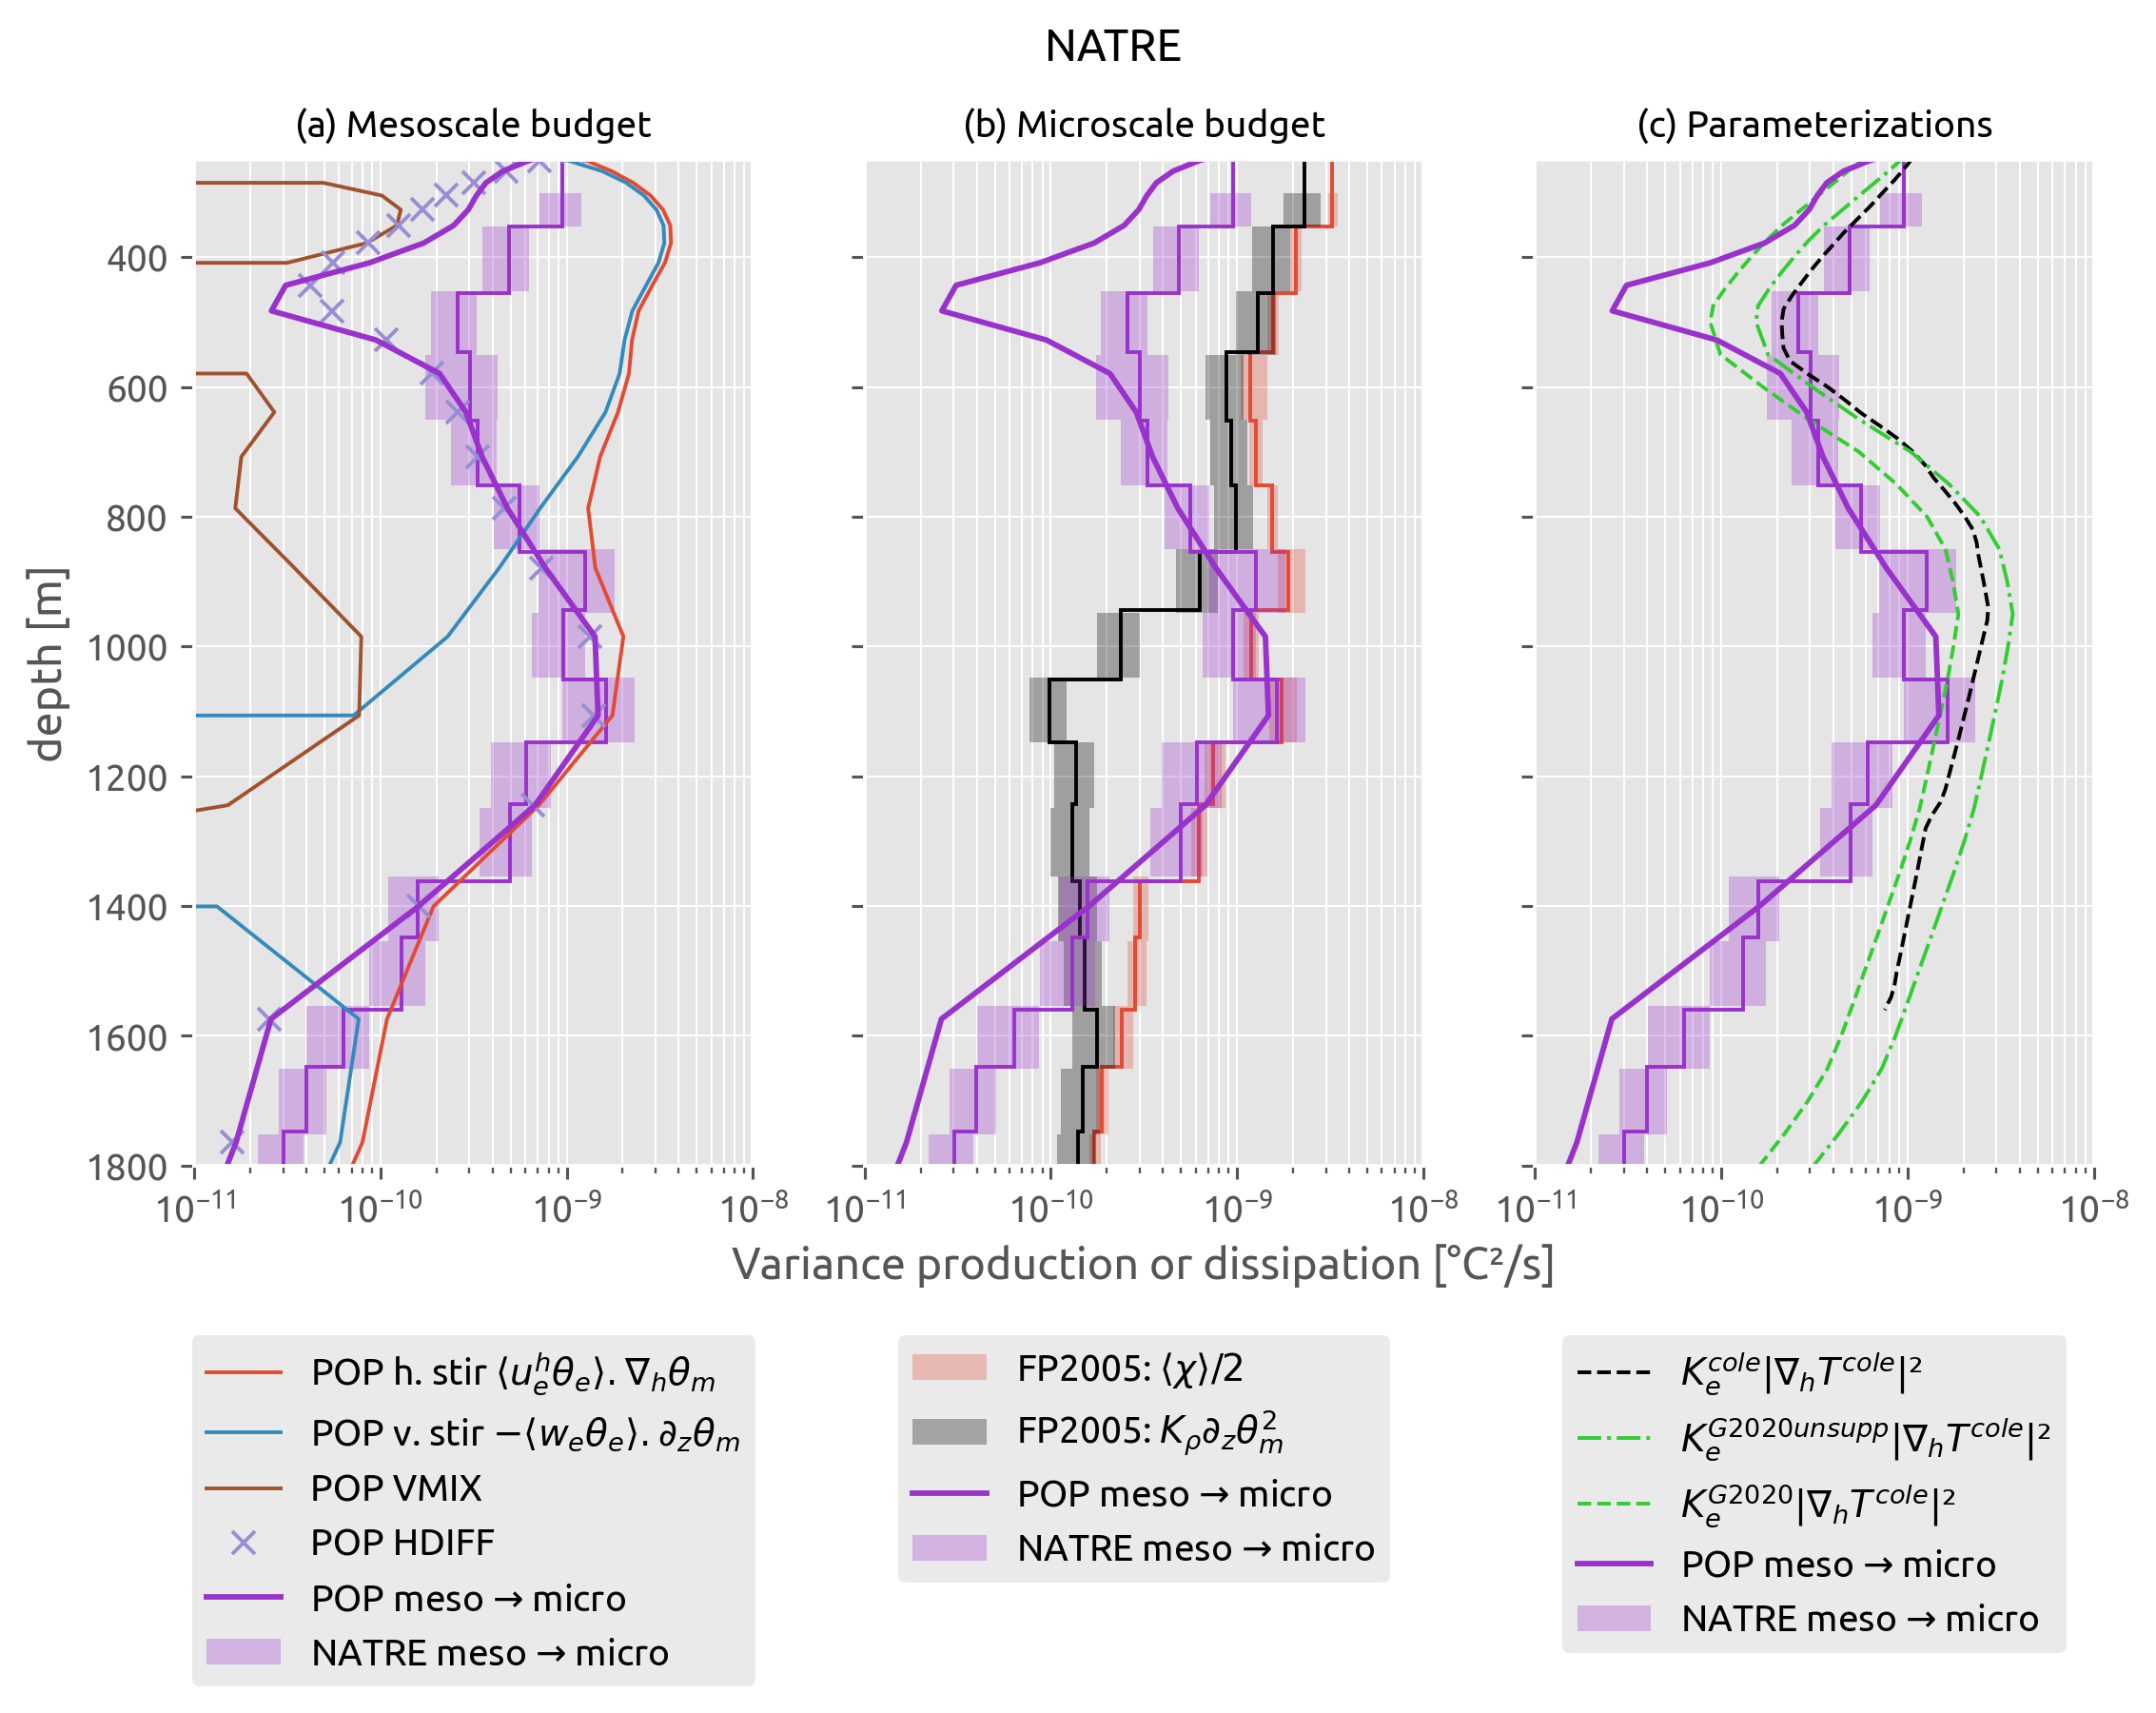 NATRE
(a) Mesoscale budget
(b) Microscale budget
(c) Parameterizations
depth [m]
400
600
800
1000
1200
1400
1600
1800
10⁻¹¹ 10⁻¹⁰ 10⁻⁹ 10⁻⁸
10⁻¹¹ 10⁻¹⁰ 10⁻⁹ 10⁻⁸
10⁻¹¹ 10⁻¹⁰ 10⁻⁹ 10⁻⁸
Variance production or dissipation [°C²/s]
POP h. stir ⟨u_e^h θ_e⟩. ∇_h θ_m
POP v. stir −⟨w_e θ_e⟩. ∂_z θ_m
POP VMIX
POP HDIFF
POP meso → micro
NATRE meso → micro
FP2005: ⟨χ⟩/2
FP2005: K_ρ ∂_z θ_m^2
POP meso → micro
NATRE meso → micro
K_e^{cole}|∇_h T^{cole}|²
K_e^{G2020unsupp}|∇_h T^{cole}|²
K_e^{G2020}|∇_h T^{cole}|²
POP meso → micro
NATRE meso → micro